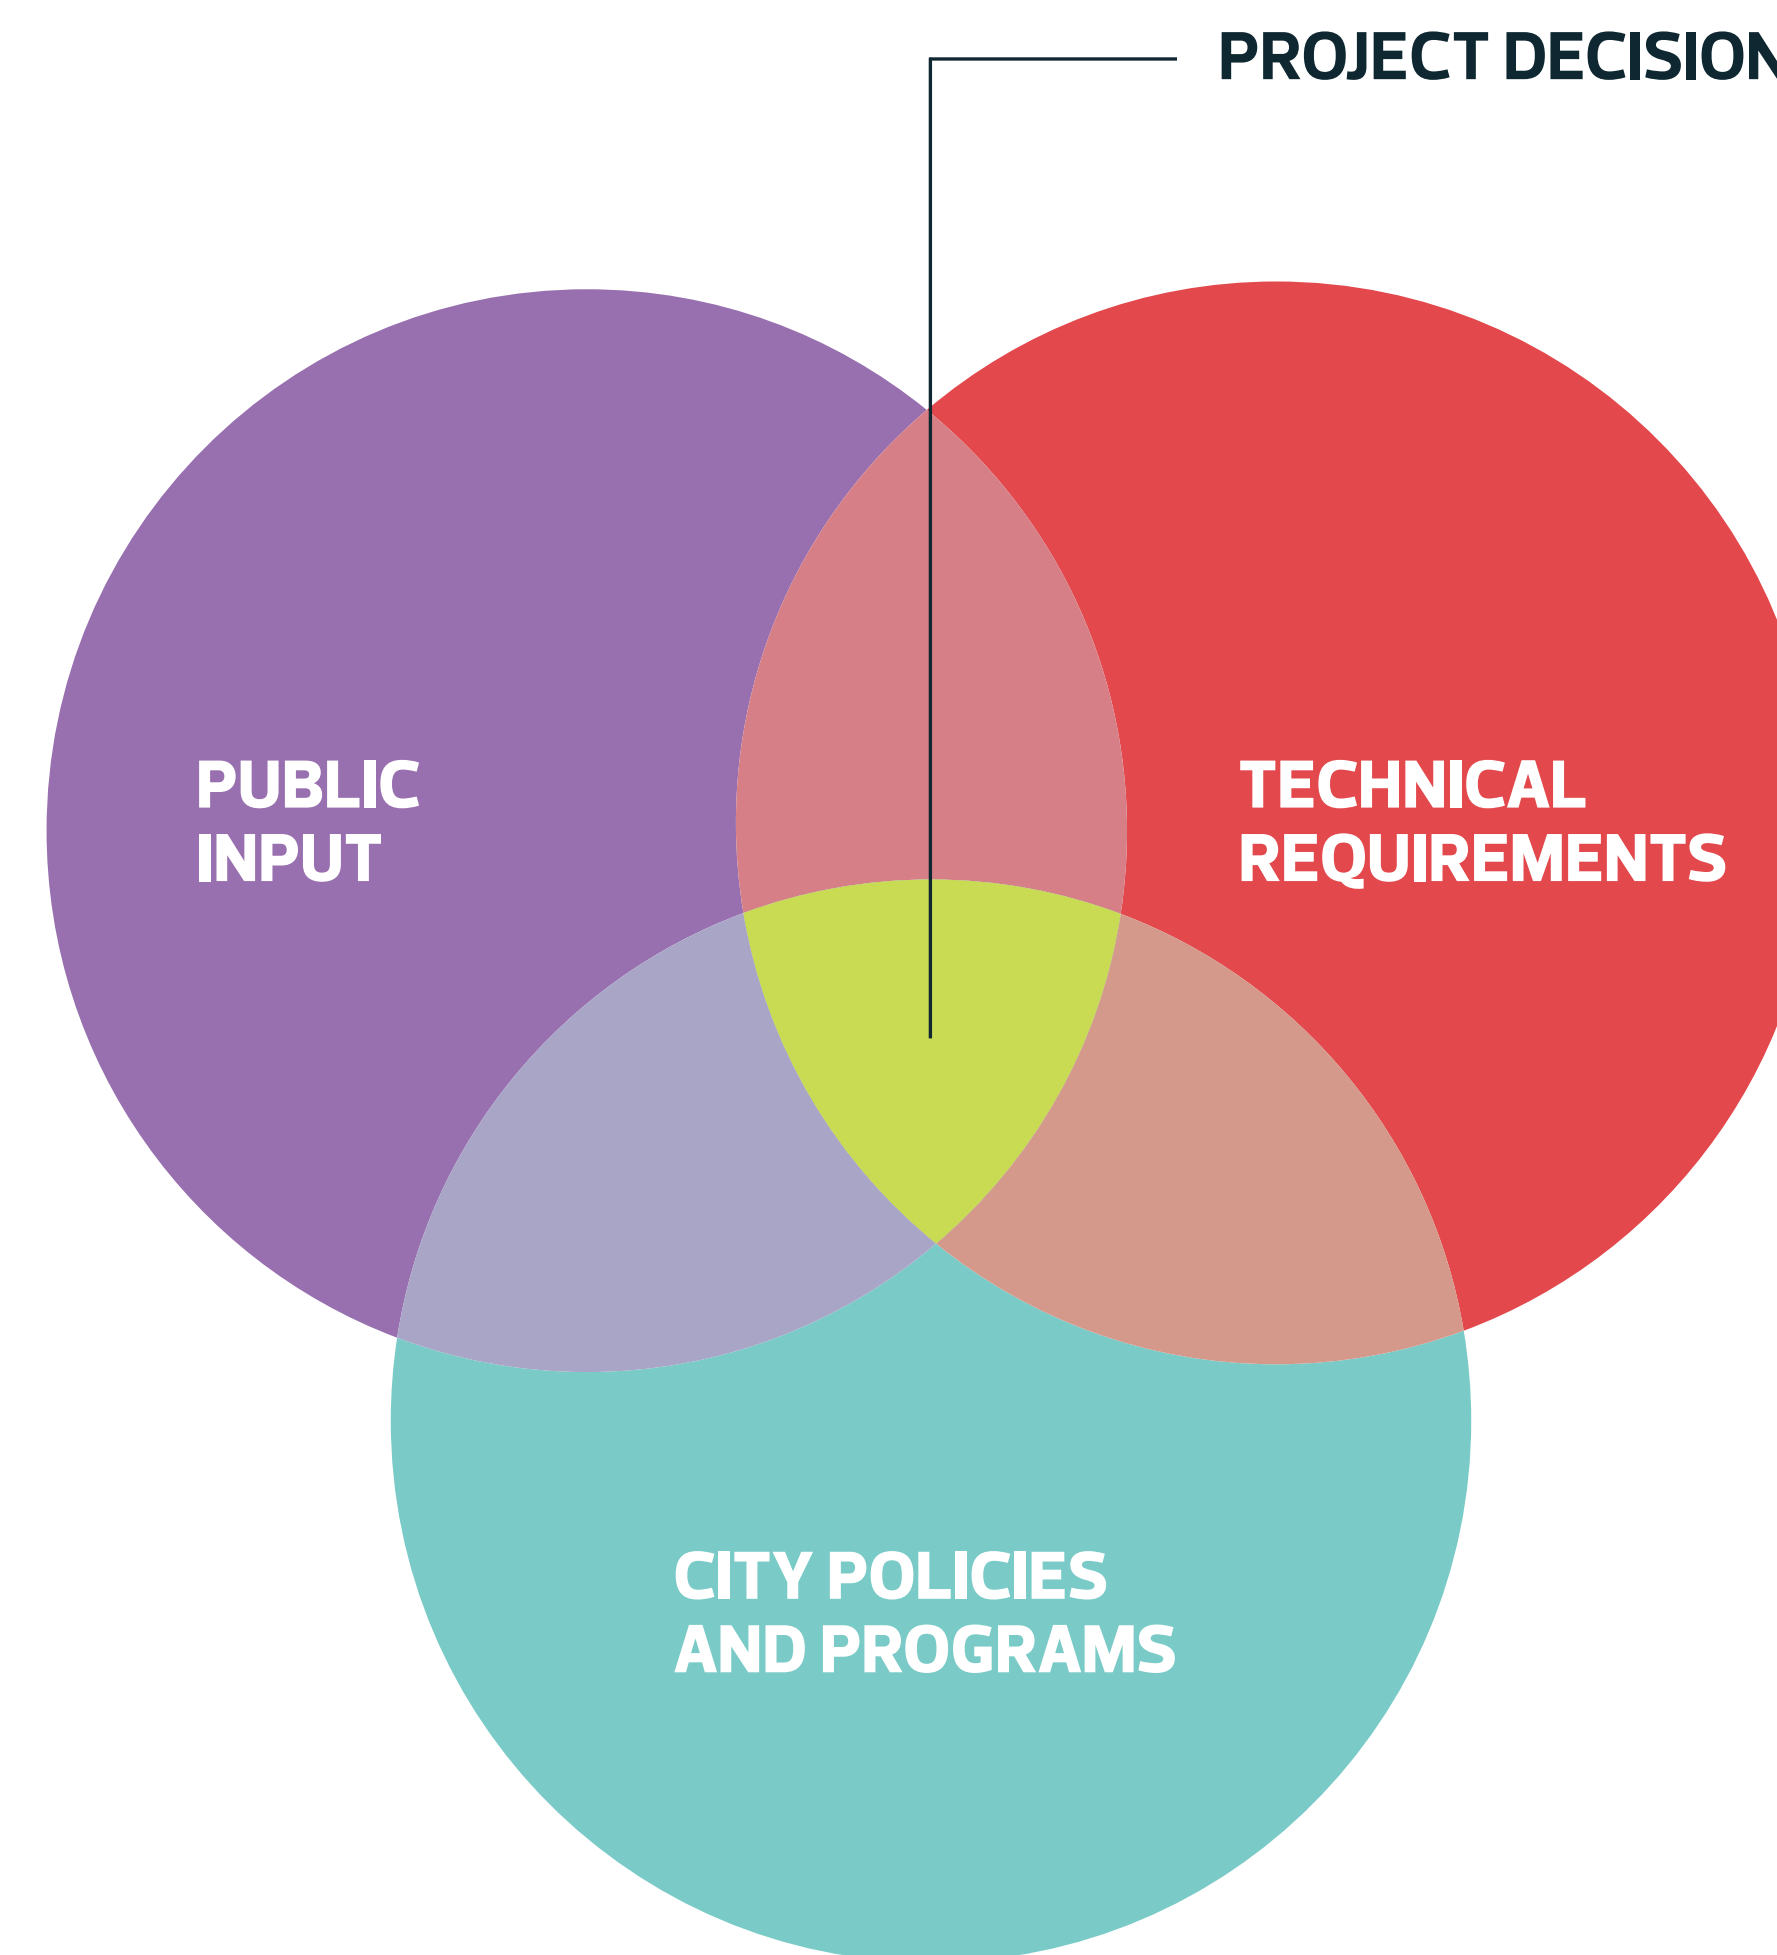 PROJECT DECISION
PUBLIC
INPUT
TECHNICAL
REQUIREMENTS
CITY POLICIES
AND PROGRAMS